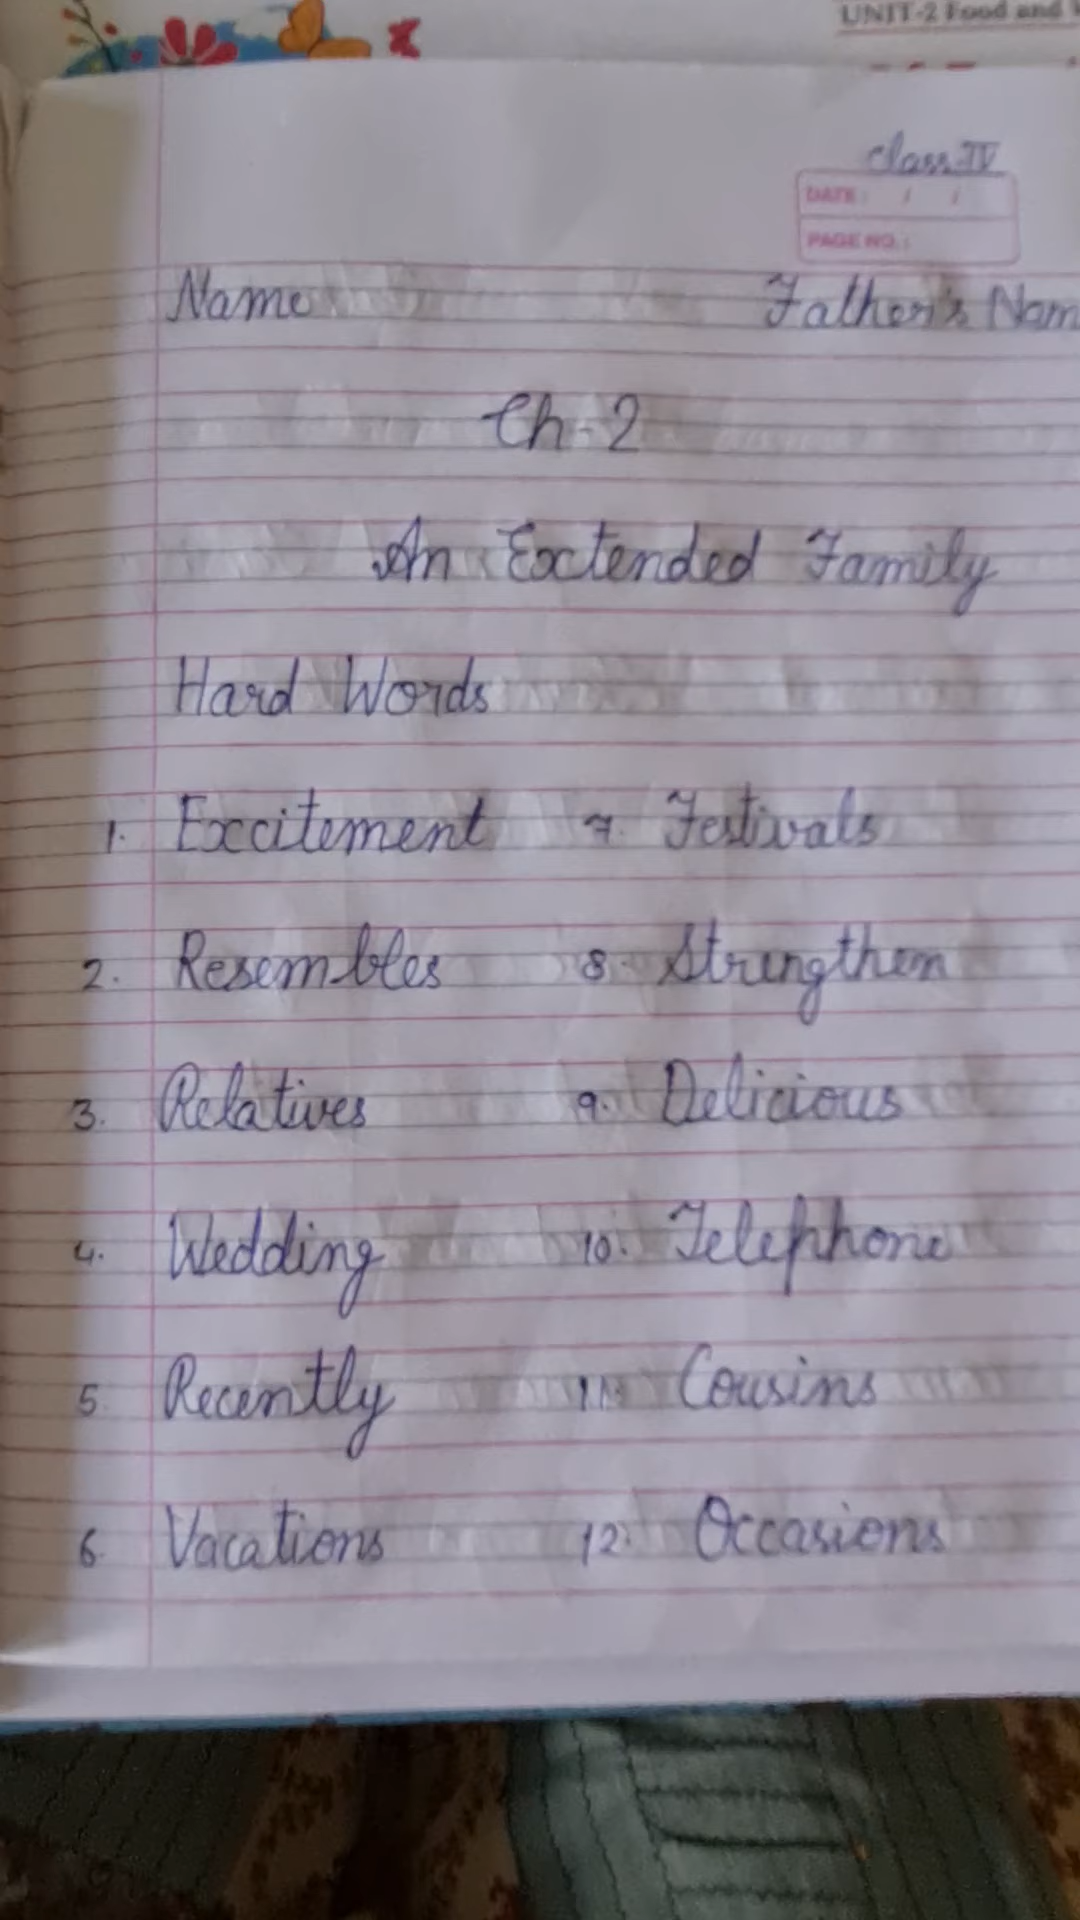 UNIT-2 Food and
Class IV
DATE: / /
PAGE NO.:
Name Father's Nam
Ch-2
An Extended Family
Hard Words
1. Excitement 7. Festivals
2. Resembles 8. Strengthen
3. Relatives 9. Delicious
4. Wedding 10. Telephone
5. Recently 11. Cousins
6. Vacations 12. Occasions